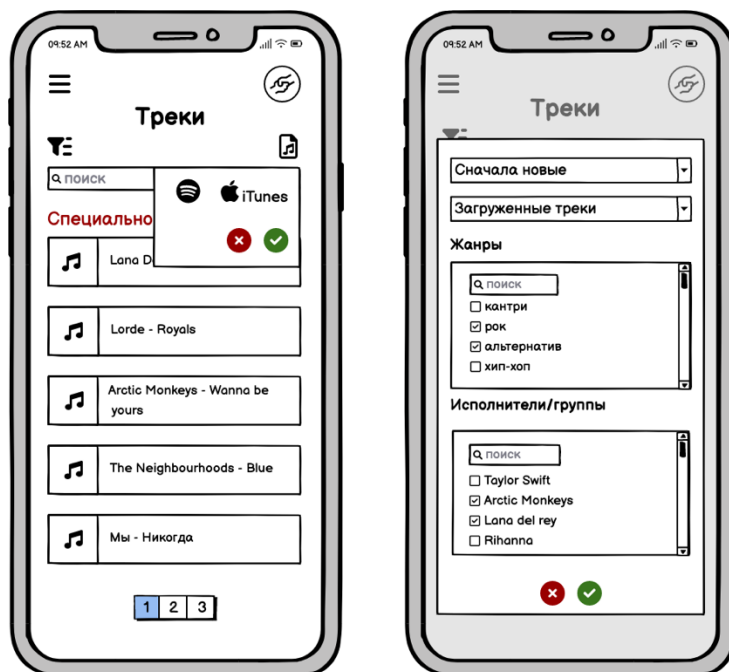 09:52 AM
Треки
поиск
iTunes
Специально
Lana D
Lorde - Royals
Arctic Monkeys - Wanna be
yours
The Neighbourhoods - Blue
Мы - Никогда
1 2 3
09:52 AM
Треки
Сначала новые
Загруженные треки
Жанры
поиск
кантри
рок
альтернатив
хип-хоп
Исполнители/группы
поиск
Taylor Swift
Arctic Monkeys
Lana del rey
Rihanna